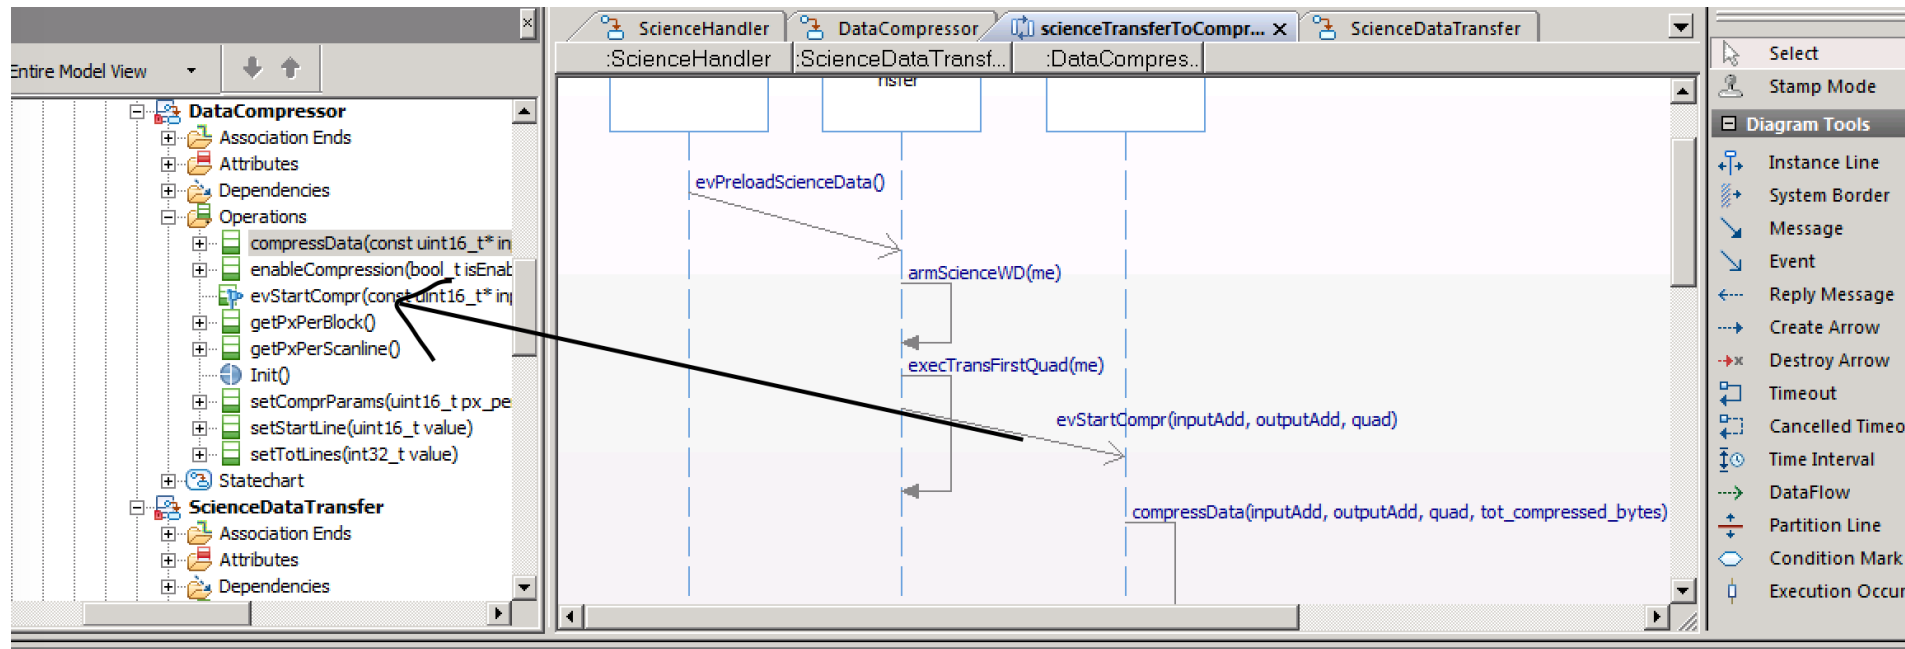 Entire Model View
DataCompressor
Association Ends
Attributes
Dependencies
Operations
compressData(const uint16_t* in
enableCompression(bool_t isEnab
evStartCompr(const uint16_t* in
getPxPerBlock()
getPxPerScanline()
Init()
setComprParams(uint16_t px_pe
setStartLine(uint16_t value)
setTotLines(int32_t value)
Statechart
ScienceDataTransfer
Association Ends
Attributes
Dependencies
ScienceHandler
DataCompressor
scienceTransferToCompr...
ScienceDataTransfer
:ScienceHandler
:ScienceDataTransf...
:DataCompres..
nsfer
evPreloadScienceData()
armScienceWD(me)
execTransFirstQuad(me)
evStartCompr(inputAdd, outputAdd, quad)
compressData(inputAdd, outputAdd, quad, tot_compressed_bytes)
Select
Stamp Mode
Diagram Tools
Instance Line
System Border
Message
Event
Reply Message
Create Arrow
Destroy Arrow
Timeout
Cancelled Timeo
Time Interval
DataFlow
Partition Line
Condition Mark
Execution Occur